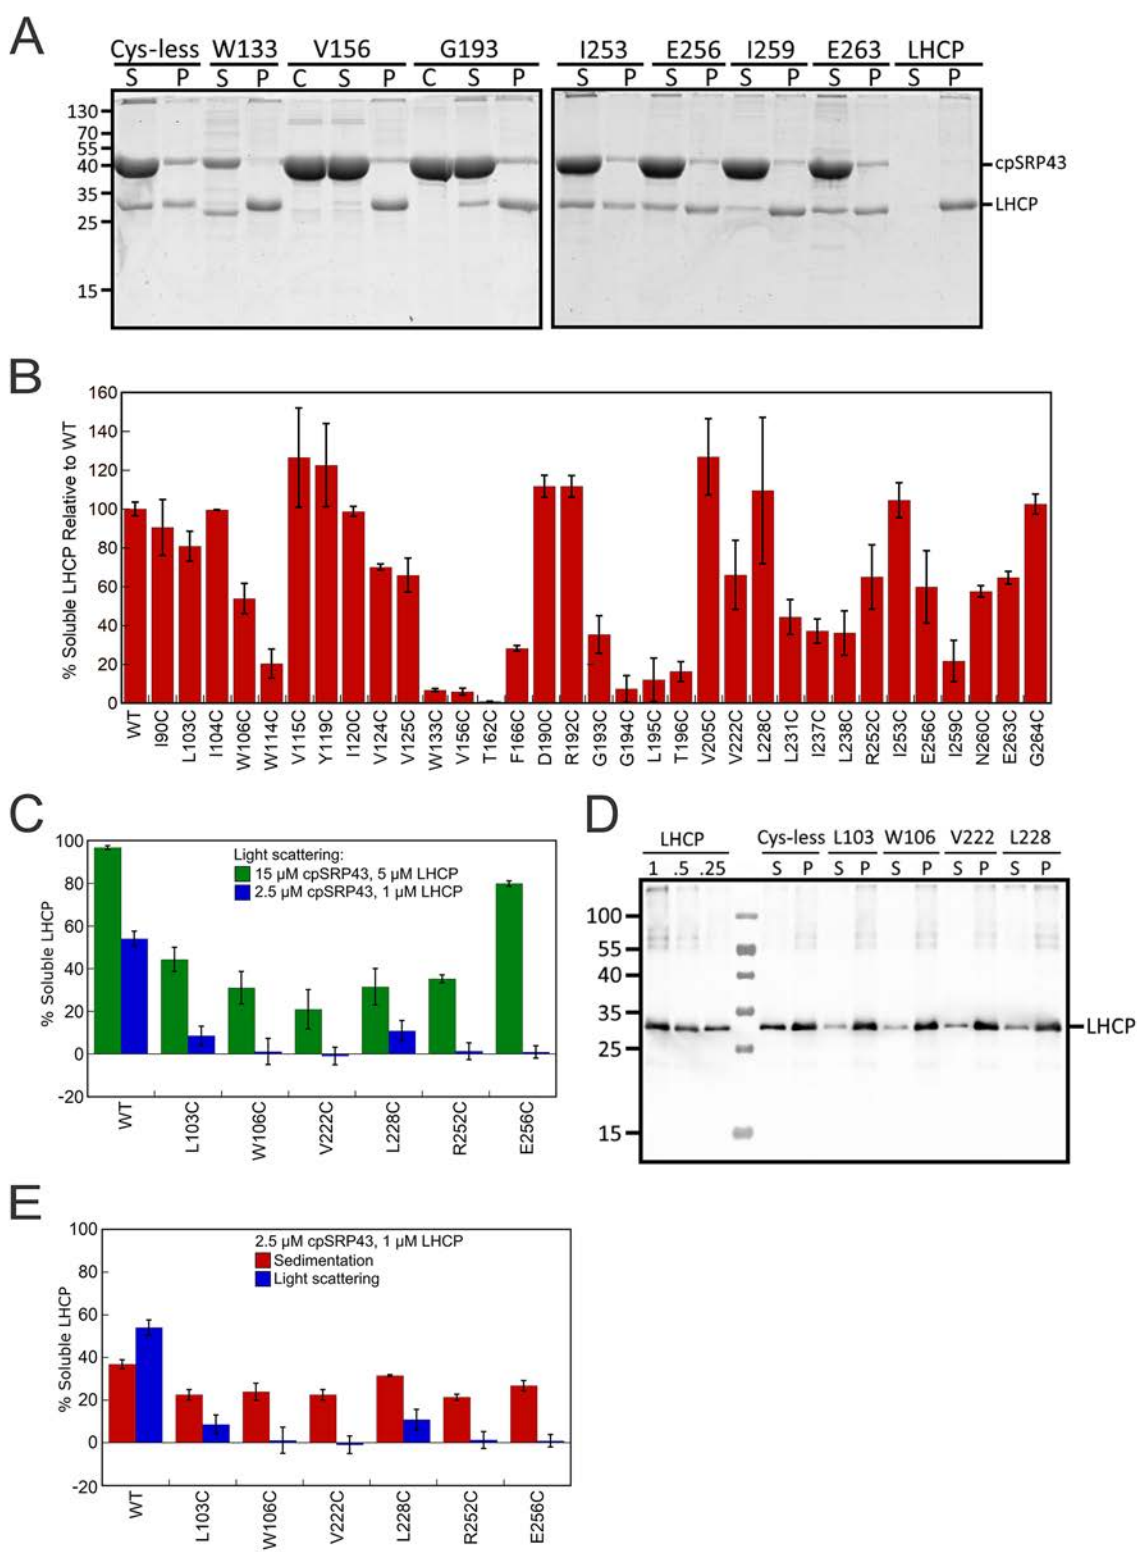 A
Cys-less W133 V156 G193 I253 E256 I259 E263 LHCP
S P S P C S P C S P S P S P S P S P S P
130
70
55
40
35
25
15
cpSRP43
LHCP
B
% Soluble LHCP Relative to WT
160
140
120
100
80
60
40
20
0
WT I90C L103C I104C W106C W114C V115C Y119C I120C V124C V125C W133C V156C T162C F166C D190C R192C G193C G194C L195C T196C V205C V222C L228C L231C I237C L238C R252C I253C E256C I259C N260C E263C G264C
C
% Soluble LHCP
100
80
60
40
20
0
-20
Light scattering:
15 µM cpSRP43, 5 µM LHCP
2.5 µM cpSRP43, 1 µM LHCP
WT L103C W106C V222C L228C R252C E256C
D
LHCP Cys-less L103 W106 V222 L228
1 .5 .25 S P S P S P S P S P
100
55
40
35
25
15
LHCP
E
% Soluble LHCP
100
80
60
40
20
0
-20
2.5 µM cpSRP43, 1 µM LHCP
Sedimentation
Light scattering
WT L103C W106C V222C L228C R252C E256C